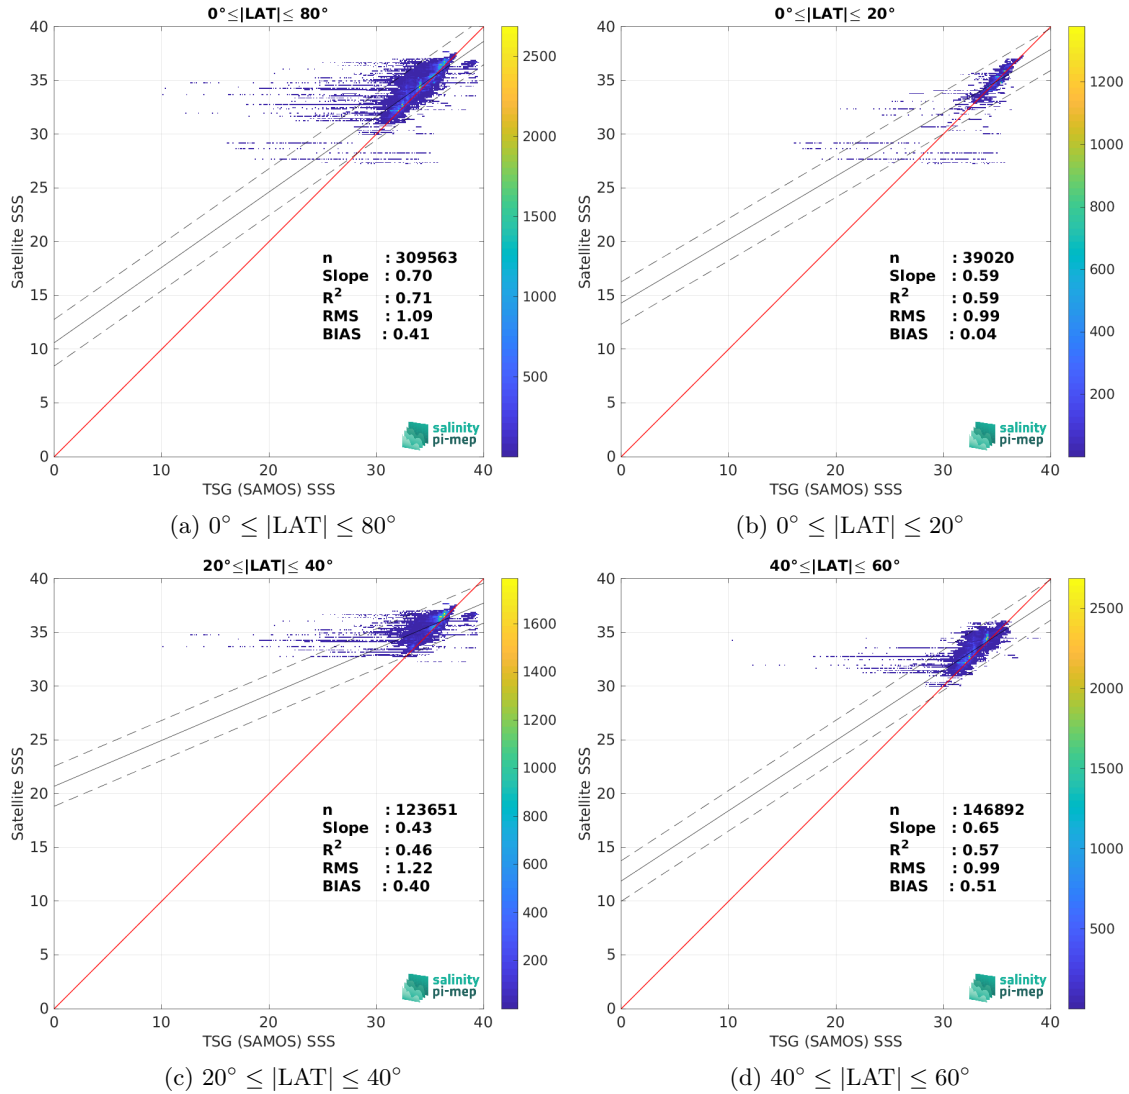 0°≤|LAT|≤ 80°
40
35
30
25
20
15
10
5
0
Satellite SSS
n : 309563
Slope : 0.70
R² : 0.71
RMS : 1.09
BIAS : 0.41
salinity
pi-mep
0 10 20 30 40
TSG (SAMOS) SSS
2500
2000
1500
1000
500
(a) 0° ≤ |LAT| ≤ 80°
0°≤|LAT|≤ 20°
40
35
30
25
20
15
10
5
0
Satellite SSS
n : 39020
Slope : 0.59
R² : 0.59
RMS : 0.99
BIAS : 0.04
salinity
pi-mep
0 10 20 30 40
TSG (SAMOS) SSS
1200
1000
800
600
400
200
(b) 0° ≤ |LAT| ≤ 20°
20°≤|LAT|≤ 40°
40
35
30
25
20
15
10
5
0
Satellite SSS
n : 123651
Slope : 0.43
R² : 0.46
RMS : 1.22
BIAS : 0.40
salinity
pi-mep
0 10 20 30 40
TSG (SAMOS) SSS
1600
1400
1200
1000
800
600
400
200
(c) 20° ≤ |LAT| ≤ 40°
40°≤|LAT|≤ 60°
40
35
30
25
20
15
10
5
0
Satellite SSS
n : 146892
Slope : 0.65
R² : 0.57
RMS : 0.99
BIAS : 0.51
salinity
pi-mep
0 10 20 30 40
TSG (SAMOS) SSS
2500
2000
1500
1000
500
(d) 40° ≤ |LAT| ≤ 60°